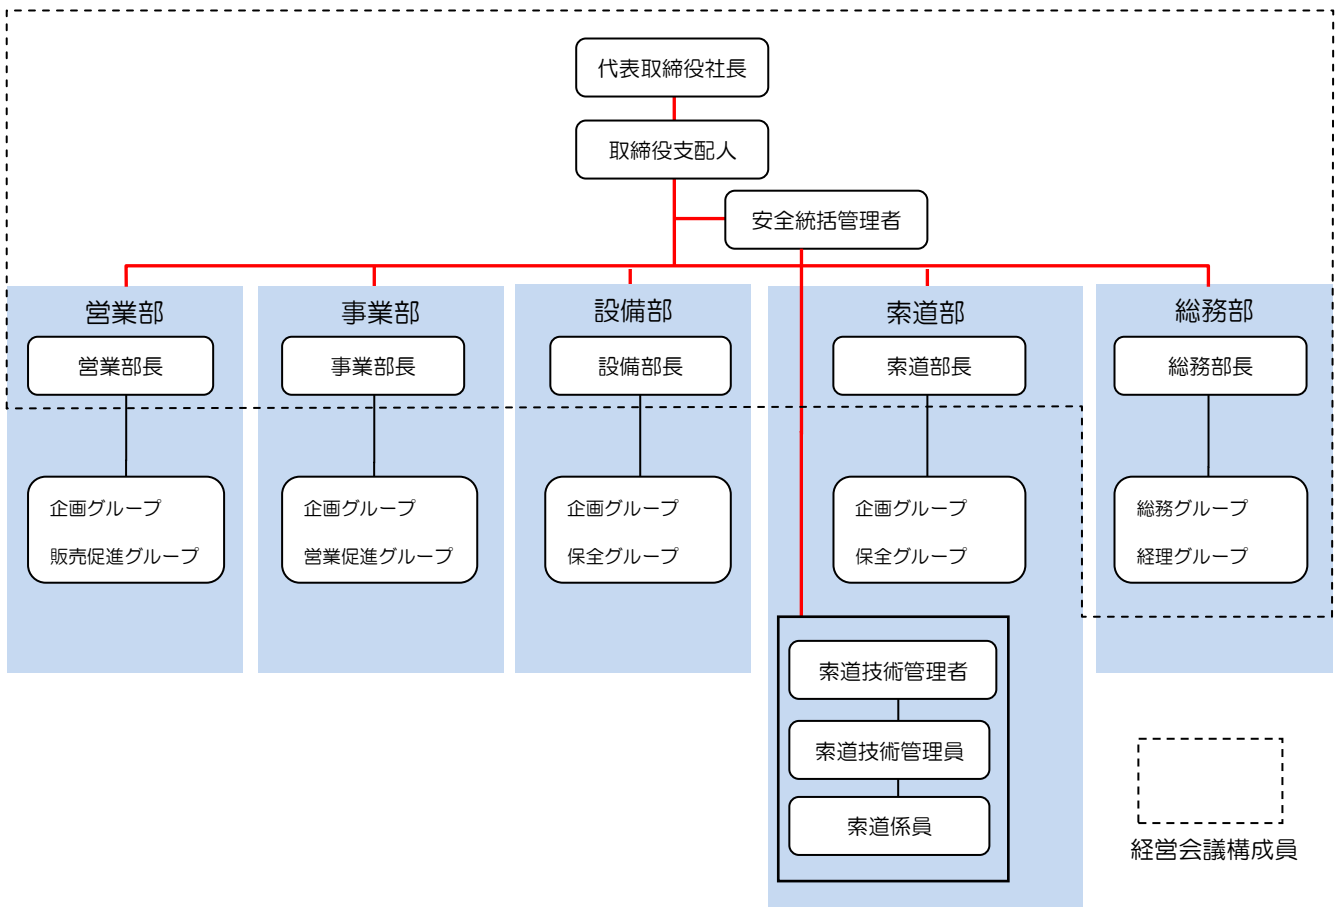 代表取締役社長
取締役支配人
安全統括管理者
営業部
事業部
設備部
索道部
総務部
営業部長
事業部長
設備部長
索道部長
総務部長
企画グループ
販売促進グループ
企画グループ
営業促進グループ
企画グループ
保全グループ
企画グループ
保全グループ
総務グループ
経理グループ
索道技術管理者
索道技術管理員
索道係員
経営会議構成員